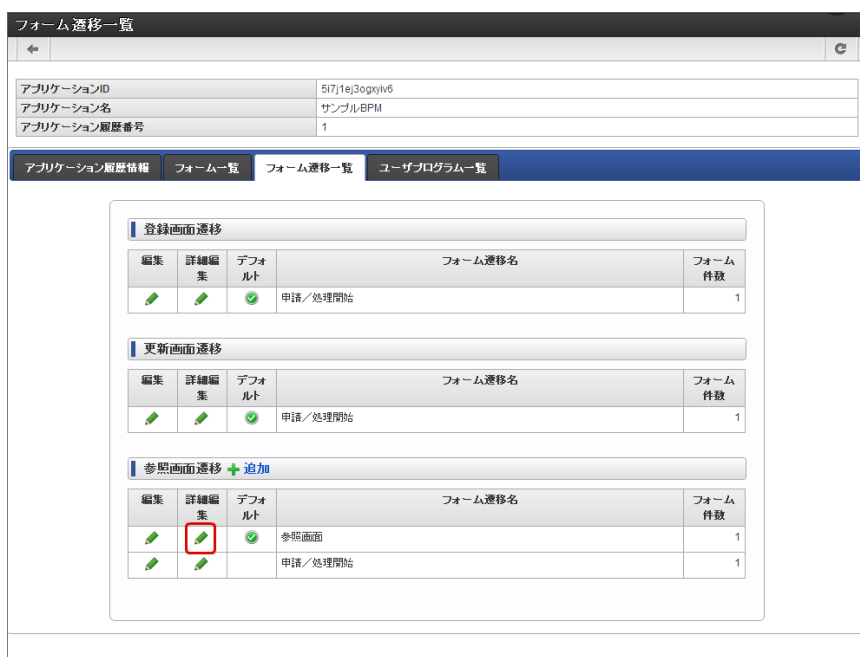 フォーム遷移一覧
アプリケーションID 5i7j1ej3ogxyiv6
アプリケーション名 サンプルBPM
アプリケーション履歴番号 1
アプリケーション履歴情報 フォーム一覧 フォーム遷移一覧 ユーザプログラム一覧
登録画面遷移
編集 詳細編集 デフォルト フォーム遷移名 フォーム件数
申請／処理開始 1
更新画面遷移
編集 詳細編集 デフォルト フォーム遷移名 フォーム件数
申請／処理開始 1
参照画面遷移 追加
編集 詳細編集 デフォルト フォーム遷移名 フォーム件数
参照画面 1
申請／処理開始 1